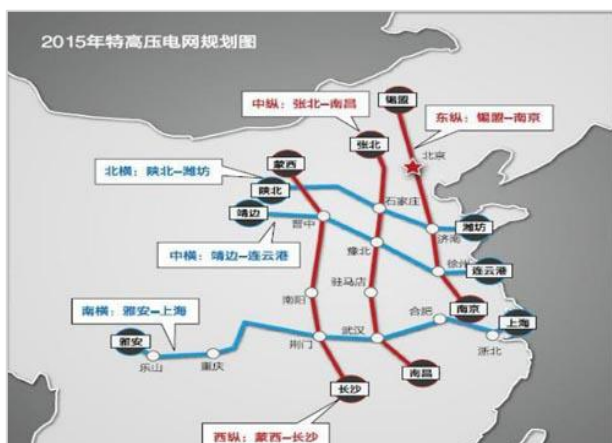 2015年特高压电网规划图
中纵：张北-南昌
锡盟
东纵：锡盟-南京
张北
北京
蒙西
北横：陕北-潍坊
陕北
石家庄
靖边
晋中
济南
潍坊
中横：靖边-连云港
豫北
徐州
连云港
驻马店
南阳
南京
合肥
上海
南横：雅安-上海
雅安
武汉
荆门
浙北
乐山
重庆
南昌
长沙
西纵：蒙西-长沙